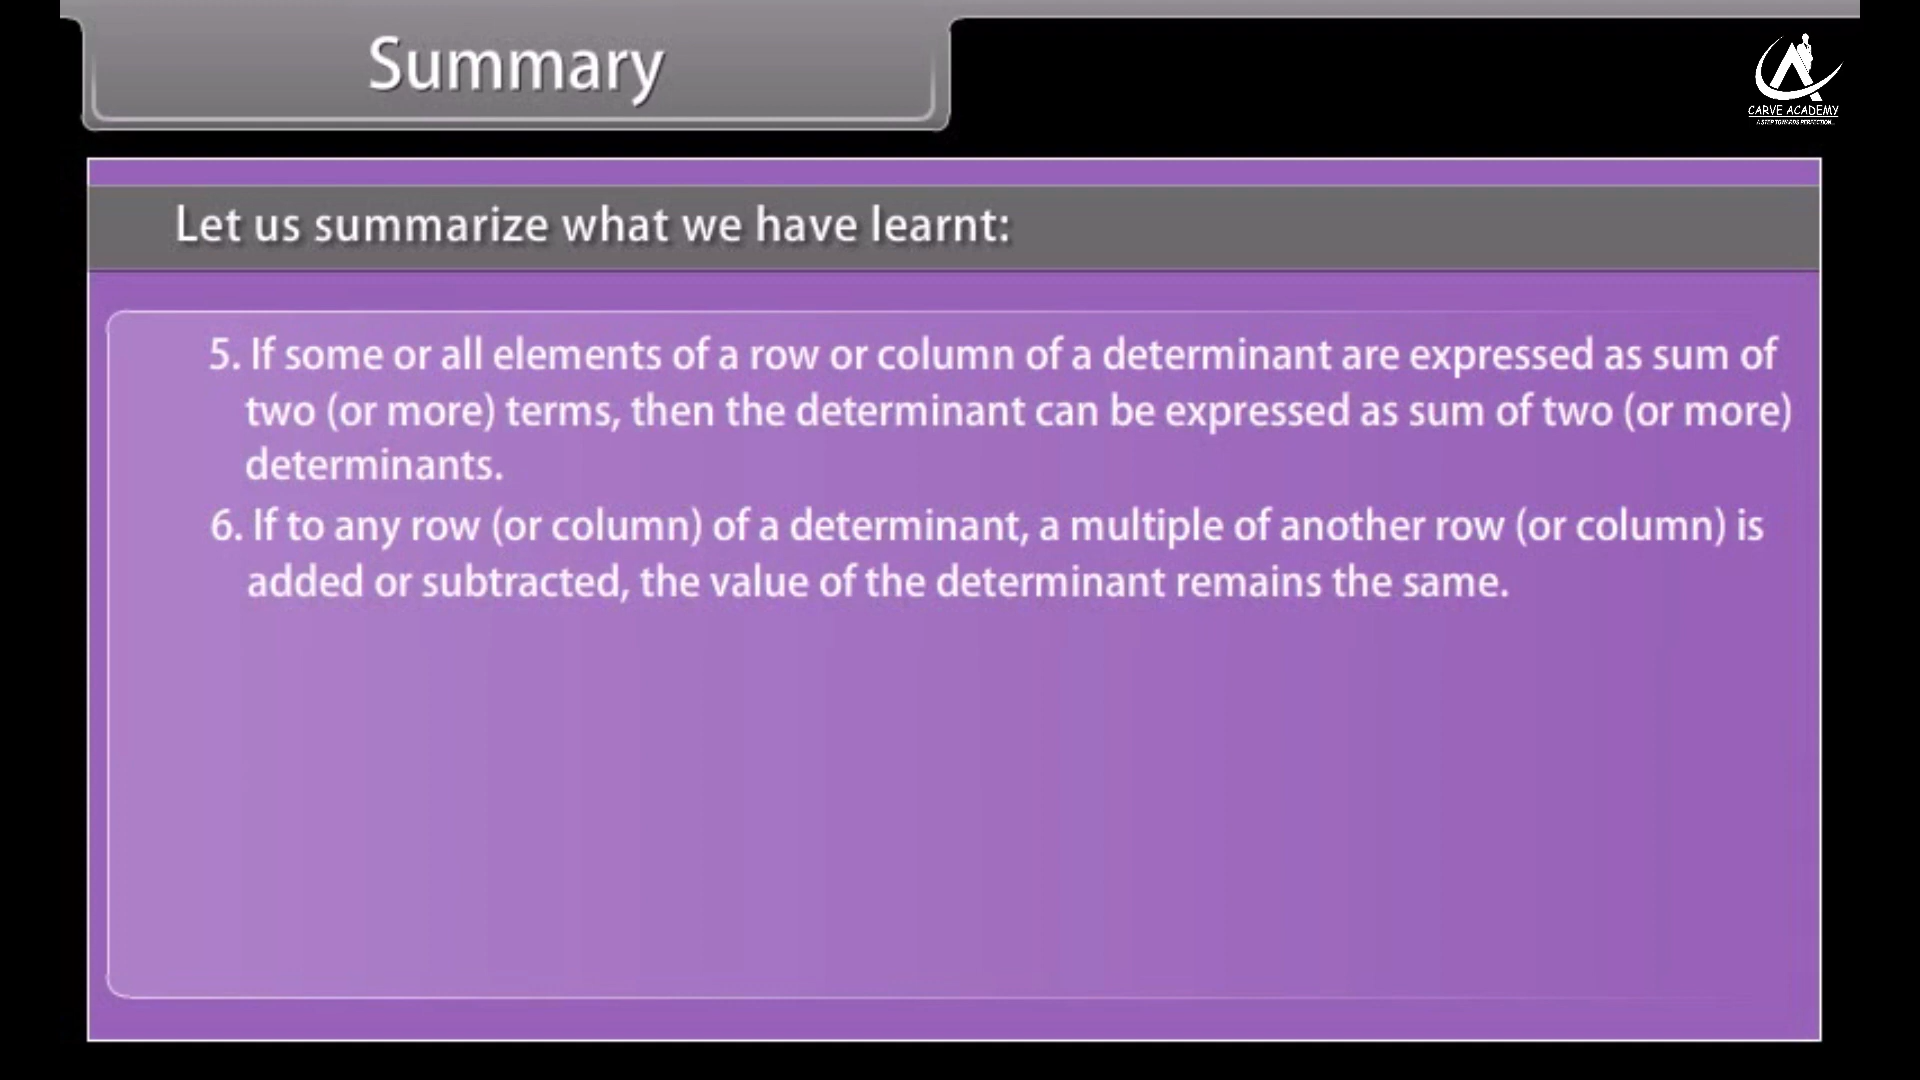 Summary
CARVE ACADEMY
A STEP TOWARDS PERFECTION...
Let us summarize what we have learnt:
5. If some or all elements of a row or column of a determinant are expressed as sum of
two (or more) terms, then the determinant can be expressed as sum of two (or more)
determinants.
6. If to any row (or column) of a determinant, a multiple of another row (or column) is
added or subtracted, the value of the determinant remains the same.